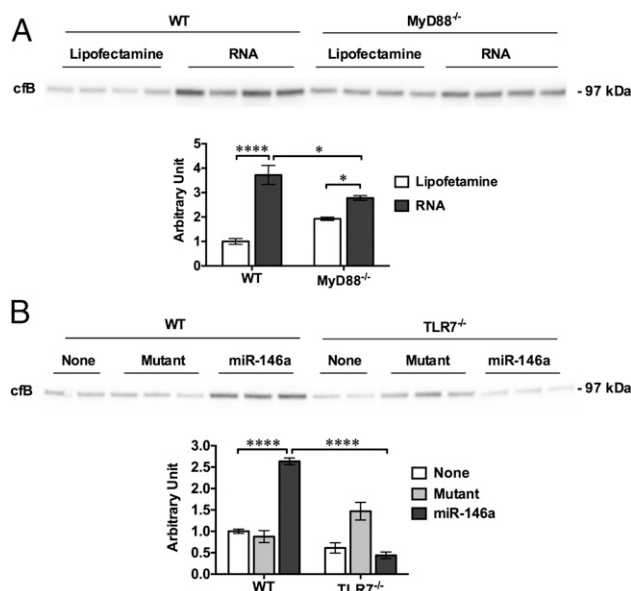 A
WT MyD88-/-
Lipofectamine RNA Lipofectamine RNA
cfB - 97 kDa
Arbitrary Unit
5
4
3
2
1
0
**** * *
WT MyD88-/-
Lipofetamine
RNA
B
WT TLR7-/-
None Mutant miR-146a None Mutant miR-146a
cfB - 97 kDa
Arbitrary Unit
3.0
2.5
2.0
1.5
1.0
0.5
0.0
**** ****
WT TLR7-/-
None
Mutant
miR-146a